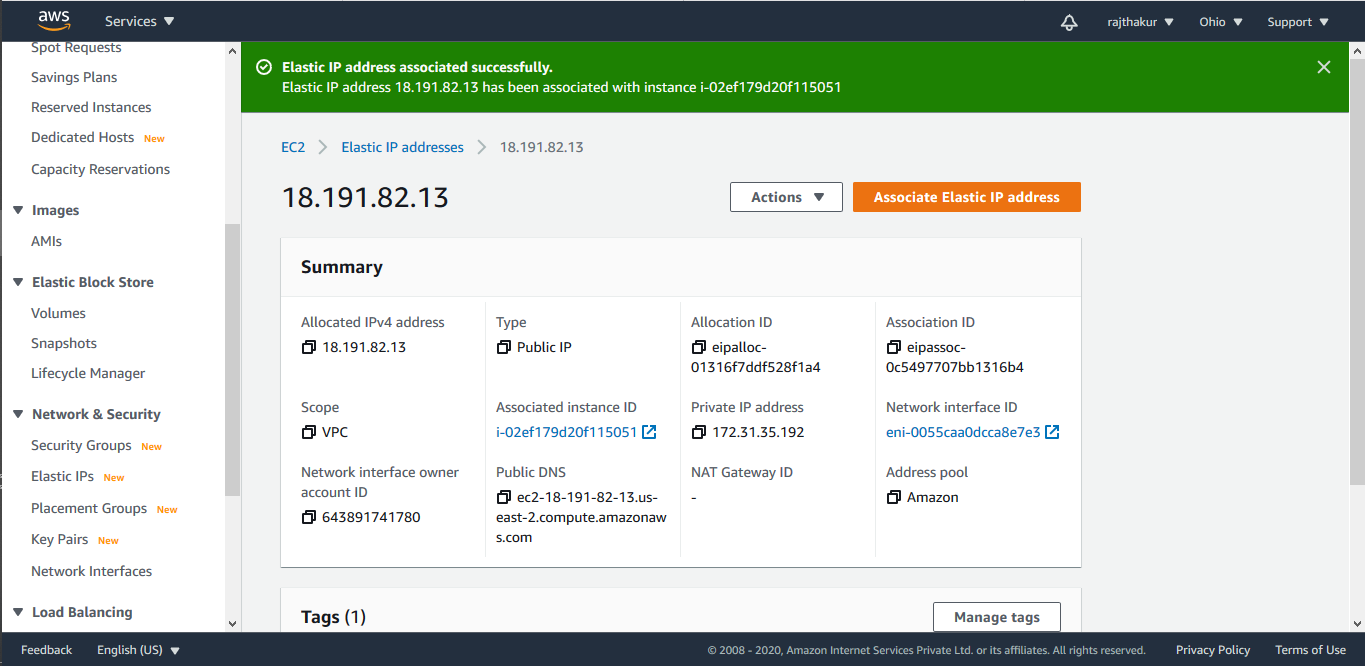 aws Services rajthakur Ohio Support
Spot Requests
Savings Plans
Reserved Instances
Dedicated Hosts New
Capacity Reservations
Images
AMIs
Elastic Block Store
Volumes
Snapshots
Lifecycle Manager
Network & Security
Security Groups New
Elastic IPs New
Placement Groups New
Key Pairs New
Network Interfaces
Load Balancing
Elastic IP address associated successfully.
Elastic IP address 18.191.82.13 has been associated with instance i-02ef179d20f115051
EC2 Elastic IP addresses 18.191.82.13
18.191.82.13 Actions Associate Elastic IP address
Summary
Allocated IPv4 address
18.191.82.13
Type
Public IP
Allocation ID
eipalloc-
01316f7ddf528f1a4
Association ID
eipassoc-
0c5497707bb1316b4
Scope
VPC
Associated instance ID
i-02ef179d20f115051
Private IP address
172.31.35.192
Network interface ID
eni-0055caa0dcca8e7e3
Network interface owner
account ID
643891741780
Public DNS
ec2-18-191-82-13.us-
east-2.compute.amazonaw
s.com
NAT Gateway ID
-
Address pool
Amazon
Tags (1) Manage tags
Feedback English (US) © 2008 - 2020, Amazon Internet Services Private Ltd. or its affiliates. All rights reserved. Privacy Policy Terms of Use